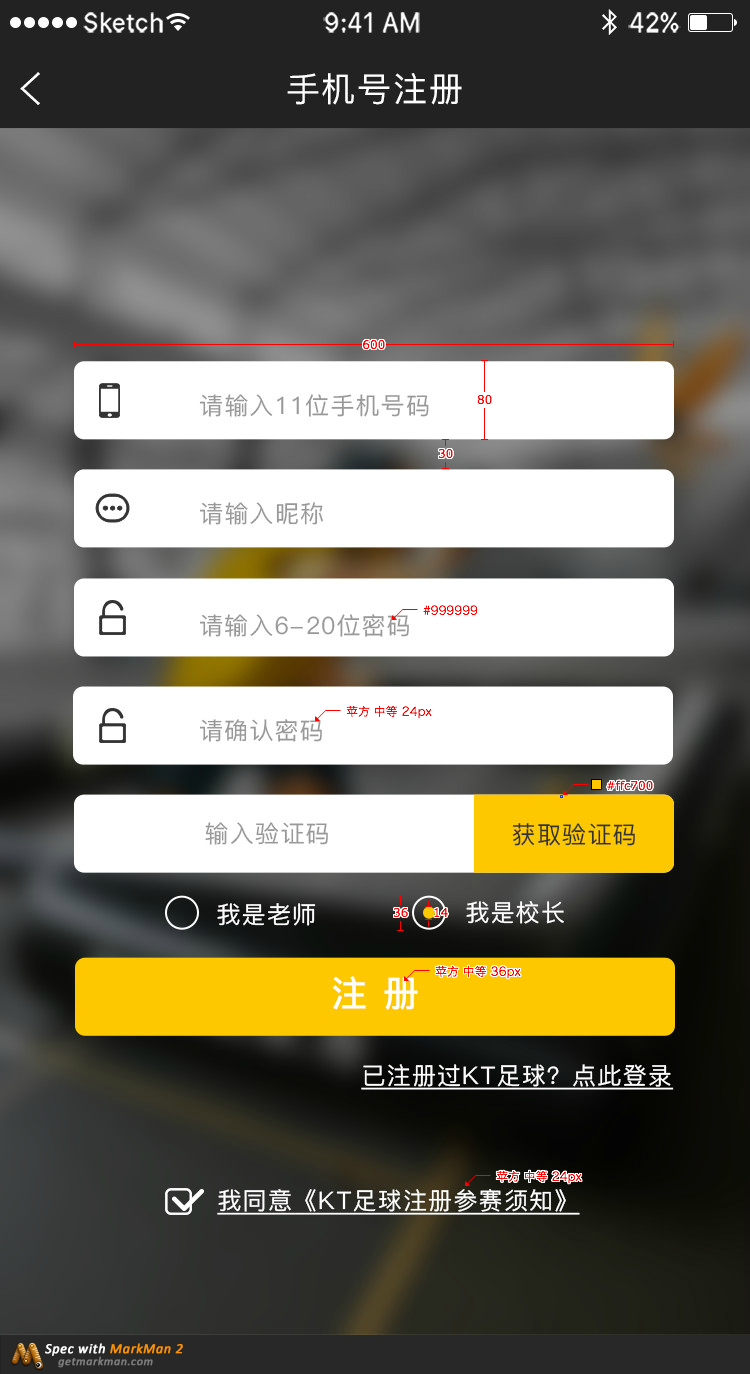 Sketch 9:41 AM 42%
手机号注册
600
请输入11位手机号码
80
30
请输入昵称
请输入6-20位密码
#999999
请确认密码
苹方 中等 24px
#ffc700
输入验证码 获取验证码
我是老师 36 14 我是校长
注 册
苹方 中等 36px
已注册过KT足球?点此登录
苹方 中等 24px
我同意《KT足球注册参赛须知》
Spec with MarkMan 2
getmarkman.com